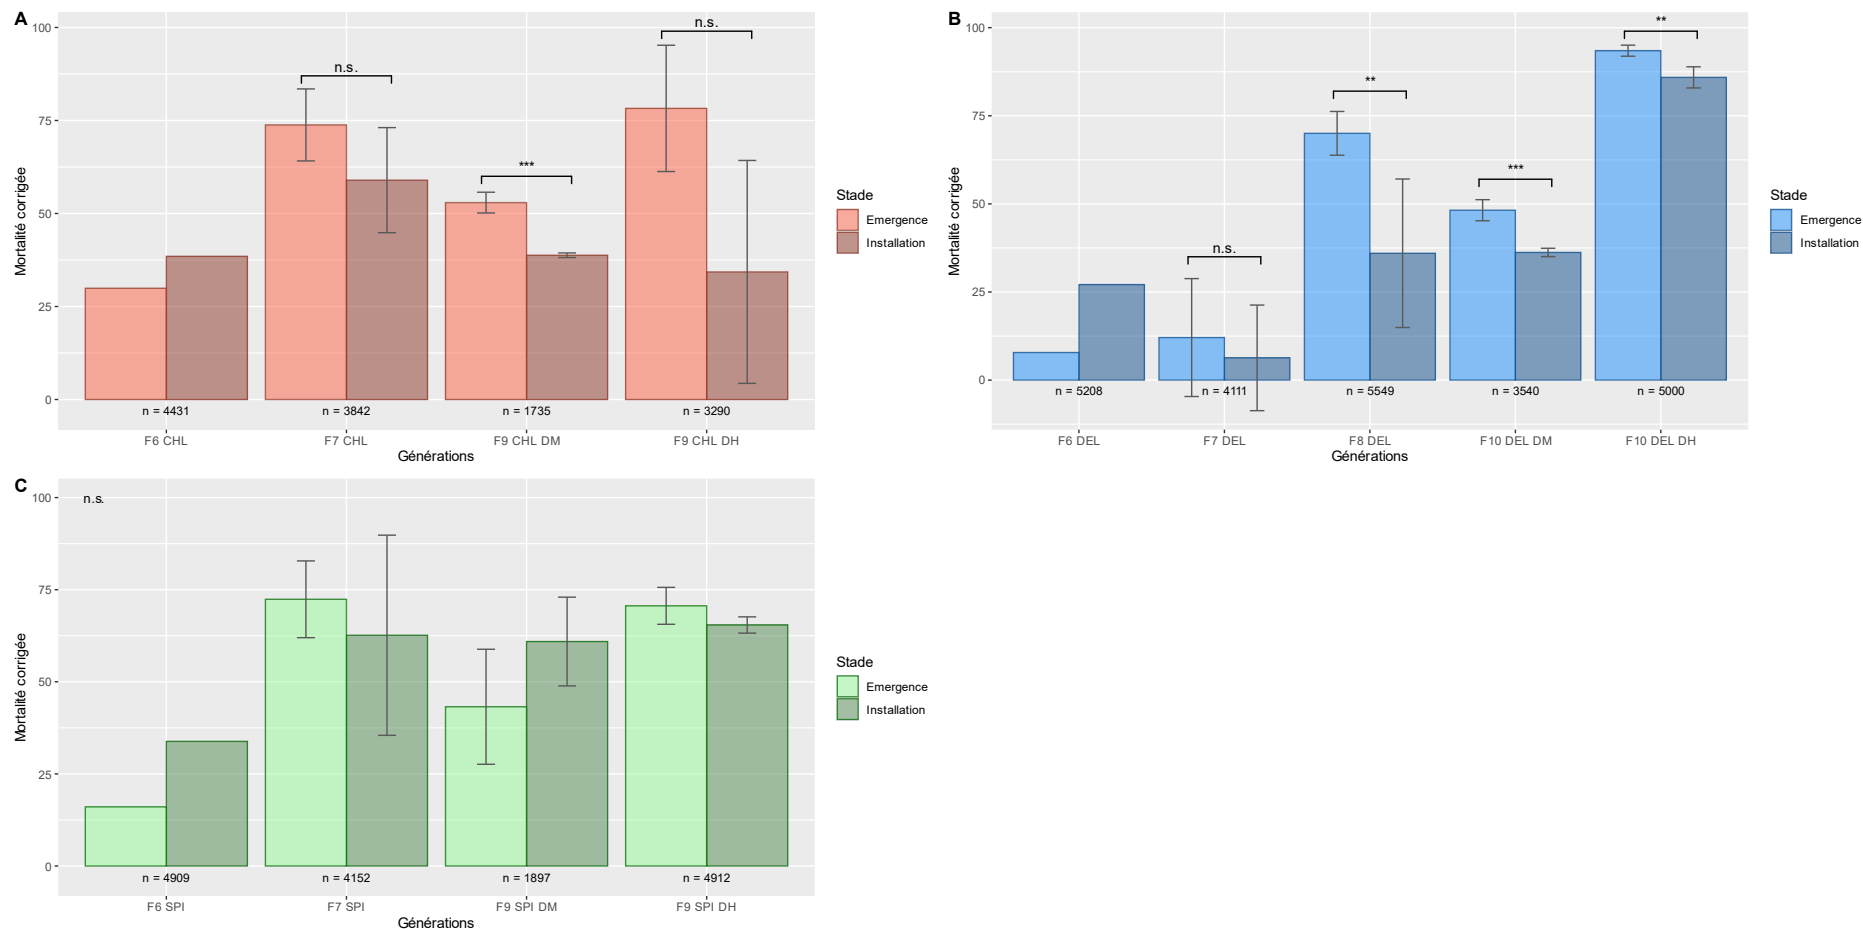 A
Mortalité corrigée
100
75
50
25
0
n.s.
n.s.
***
n = 4431
n = 3842
n = 1735
n = 3290
F6 CHL
F7 CHL
F9 CHL DM
F9 CHL DH
Générations
Stade
Emergence
Installation
B
Mortalité corrigée
100
75
50
25
0
**
**
***
n.s.
n = 5208
n = 4111
n = 5549
n = 3540
n = 5000
F6 DEL
F7 DEL
F8 DEL
F10 DEL DM
F10 DEL DH
Générations
Stade
Emergence
Installation
C
Mortalité corrigée
100
75
50
25
0
n.s.
n = 4909
n = 4152
n = 1897
n = 4912
F6 SPI
F7 SPI
F9 SPI DM
F9 SPI DH
Générations
Stade
Emergence
Installation